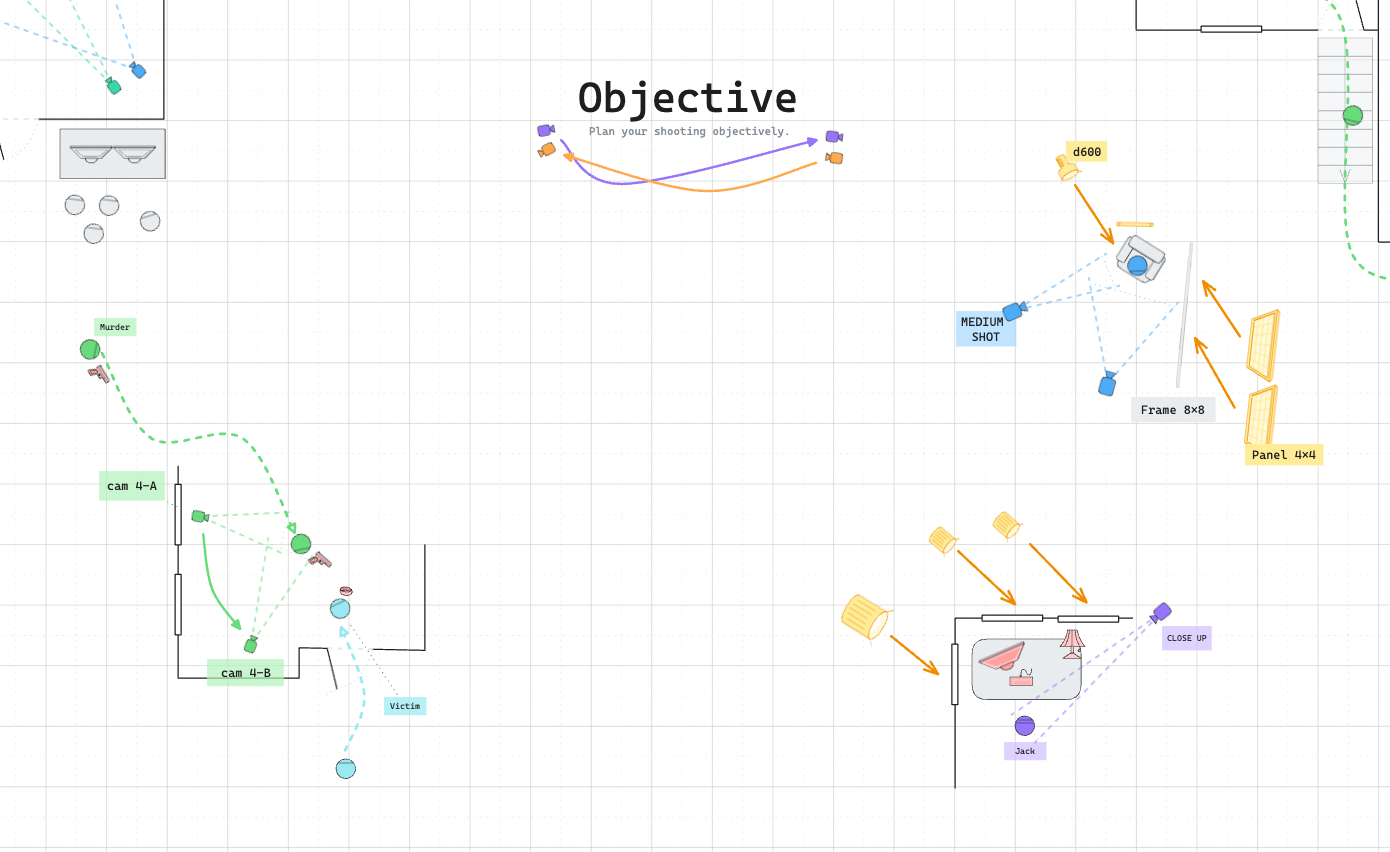 Objective
Plan your shooting objectively.
d600
MEDIUM
SHOT
Murder
Frame 8×8
Panel 4×4
cam 4-A
cam 4-B
CLOSE UP
Victim
Jack